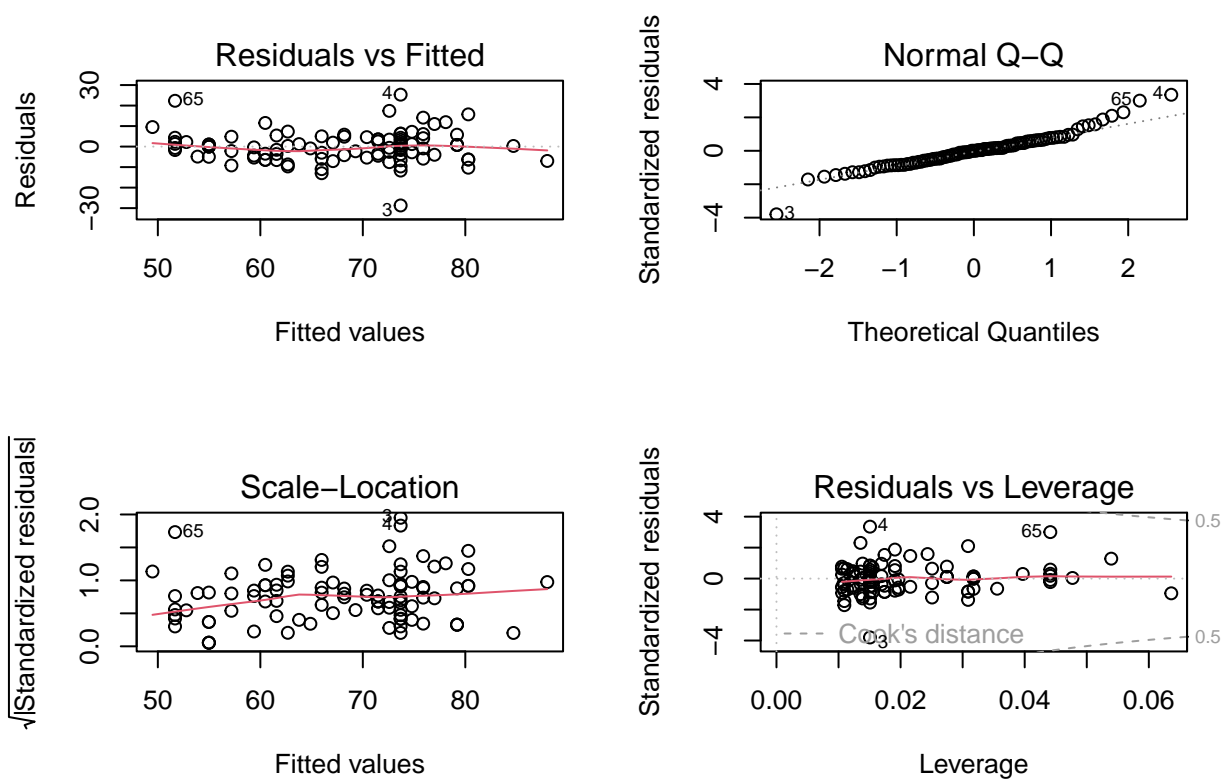 Residuals vs Fitted
Residuals
30
0
−30
65
4
3
50 60 70 80
Fitted values
Normal Q−Q
Standardized residuals
4
0
−4
65
4
3
−2 −1 0 1 2
Theoretical Quantiles
Scale−Location
√|Standardized residuals|
2.0
1.0
0.0
65
3
4
50 60 70 80
Fitted values
Residuals vs Leverage
Standardized residuals
4
0
−4
4
65
3
Cook's distance
0.5
0.5
0.00 0.02 0.04 0.06
Leverage